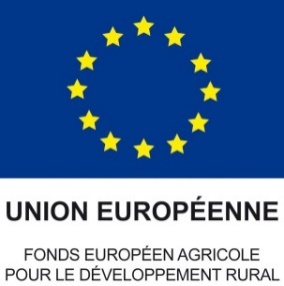 UNION EUROPÉENNE
FONDS EUROPÉEN AGRICOLE
POUR LE DÉVELOPPEMENT RURAL